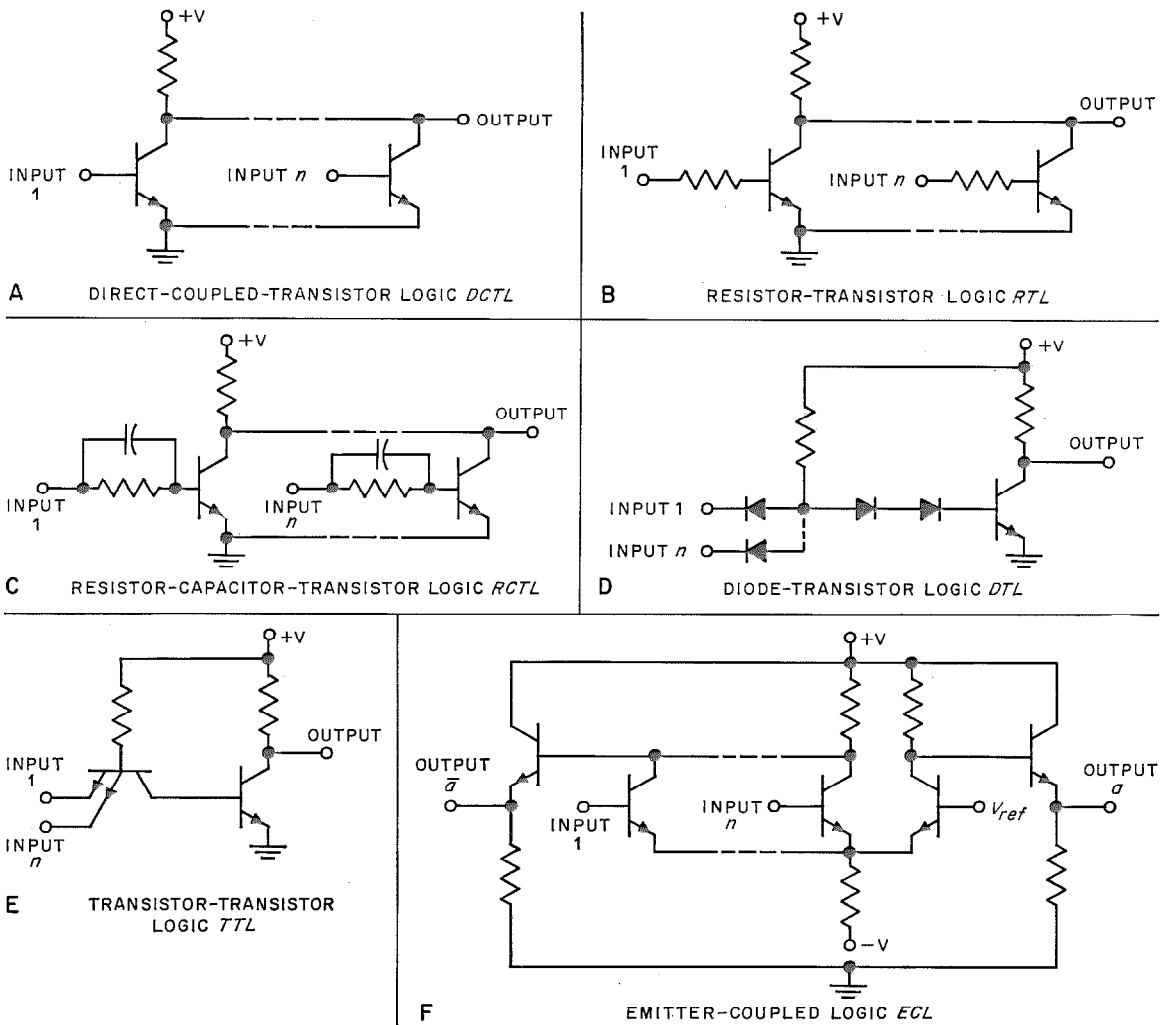 +V
OUTPUT
INPUT
1
INPUT n
A DIRECT-COUPLED-TRANSISTOR LOGIC DCTL
+V
OUTPUT
INPUT
1
INPUT n
B RESISTOR-TRANSISTOR LOGIC RTL
+V
OUTPUT
INPUT
1
INPUT
n
C RESISTOR-CAPACITOR-TRANSISTOR LOGIC RCTL
+V
OUTPUT
INPUT 1
INPUT n
D DIODE-TRANSISTOR LOGIC DTL
+V
OUTPUT
INPUT
1
INPUT
n
E TRANSISTOR-TRANSISTOR
LOGIC TTL
+V
OUTPUT
a̅
INPUT
1
INPUT
n
Vref
OUTPUT
a
−V
F EMITTER-COUPLED LOGIC ECL